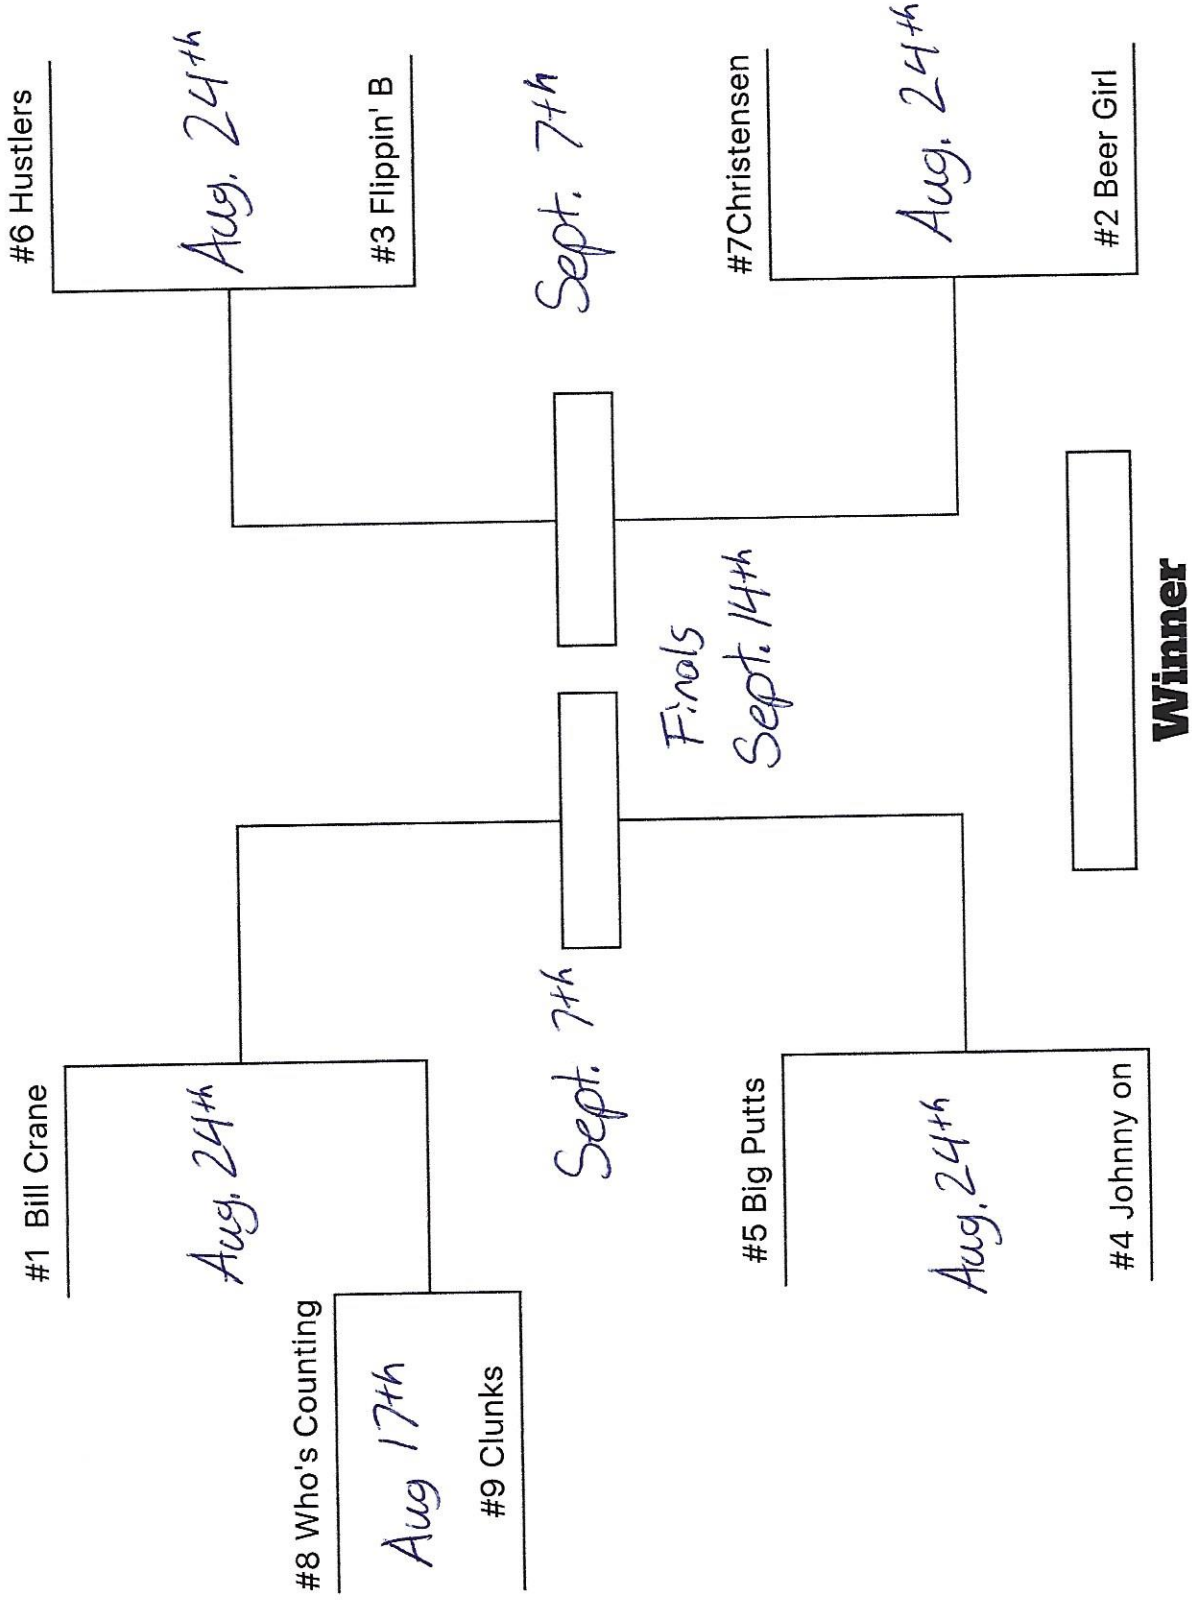 #1 Bill Crane
Aug. 24th
#8 Who's Counting
Aug 17th
#9 Clunks
Sept. 7th
#5 Big Putts
Aug. 24th
#4 Johnny on
Finals
Sept. 14th
Winner
#6 Hustlers
Aug. 24th
#3 Flippin' B
Sept. 7th
#7Christensen
Aug. 24th
#2 Beer Girl